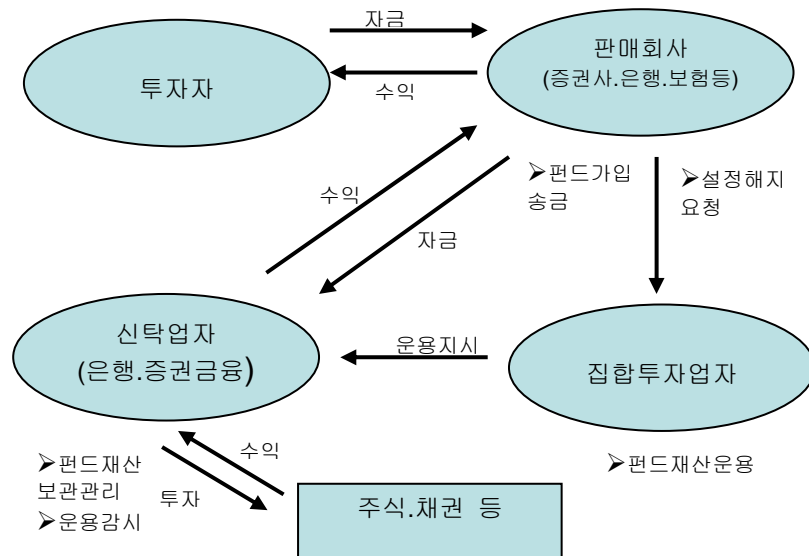 자금
판매회사
(증권사.은행.보험등)
투자자
수익
수익
➢펀드가입
송금
➢설정해지
요청
자금
신탁업자
(은행.증권금융)
운용지시
집합투자업자
수익
➢펀드재산
보관관리
➢운용감시
투자
➢펀드재산운용
주식.채권 등